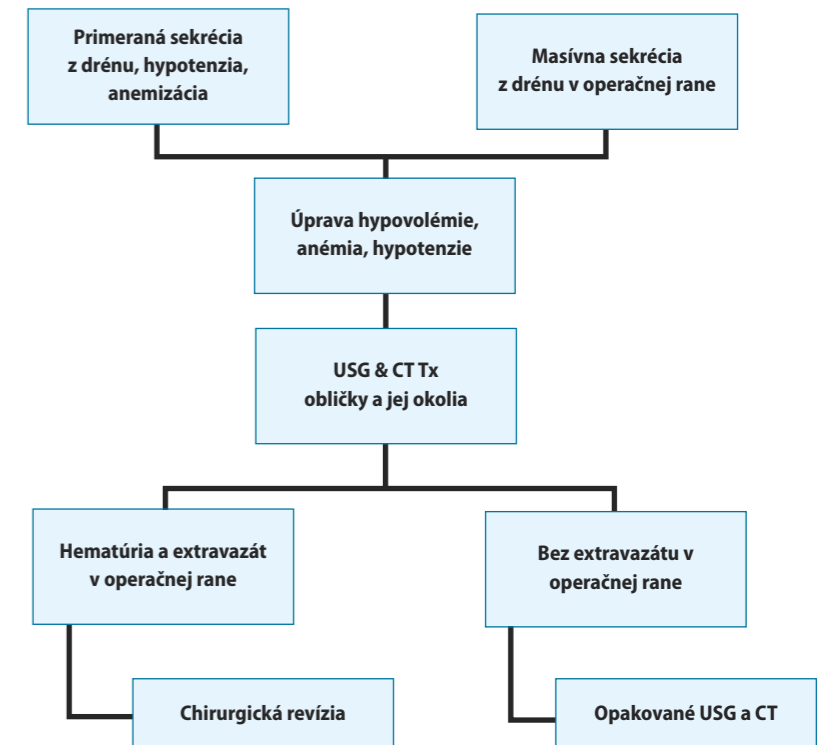 Primeraná sekrécia
z drénu, hypotenzia,
anemizácia
Masívna sekrécia
z drénu v operačnej rane
Úprava hypovolémie,
anémia, hypotenzie
USG & CT Tx
obličky a jej okolia
Hematúria a extravazát
v operačnej rane
Bez extravazátu v
operačnej rane
Chirurgická revízia
Opakované USG a CT